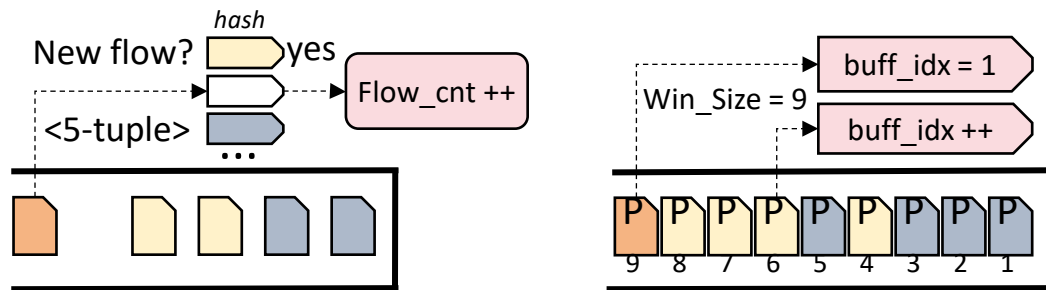 hash
New flow? yes
Flow_cnt ++
<5-tuple>
...
buff_idx = 1
Win_Size = 9
buff_idx ++
P P P P P P P P P
9 8 7 6 5 4 3 2 1